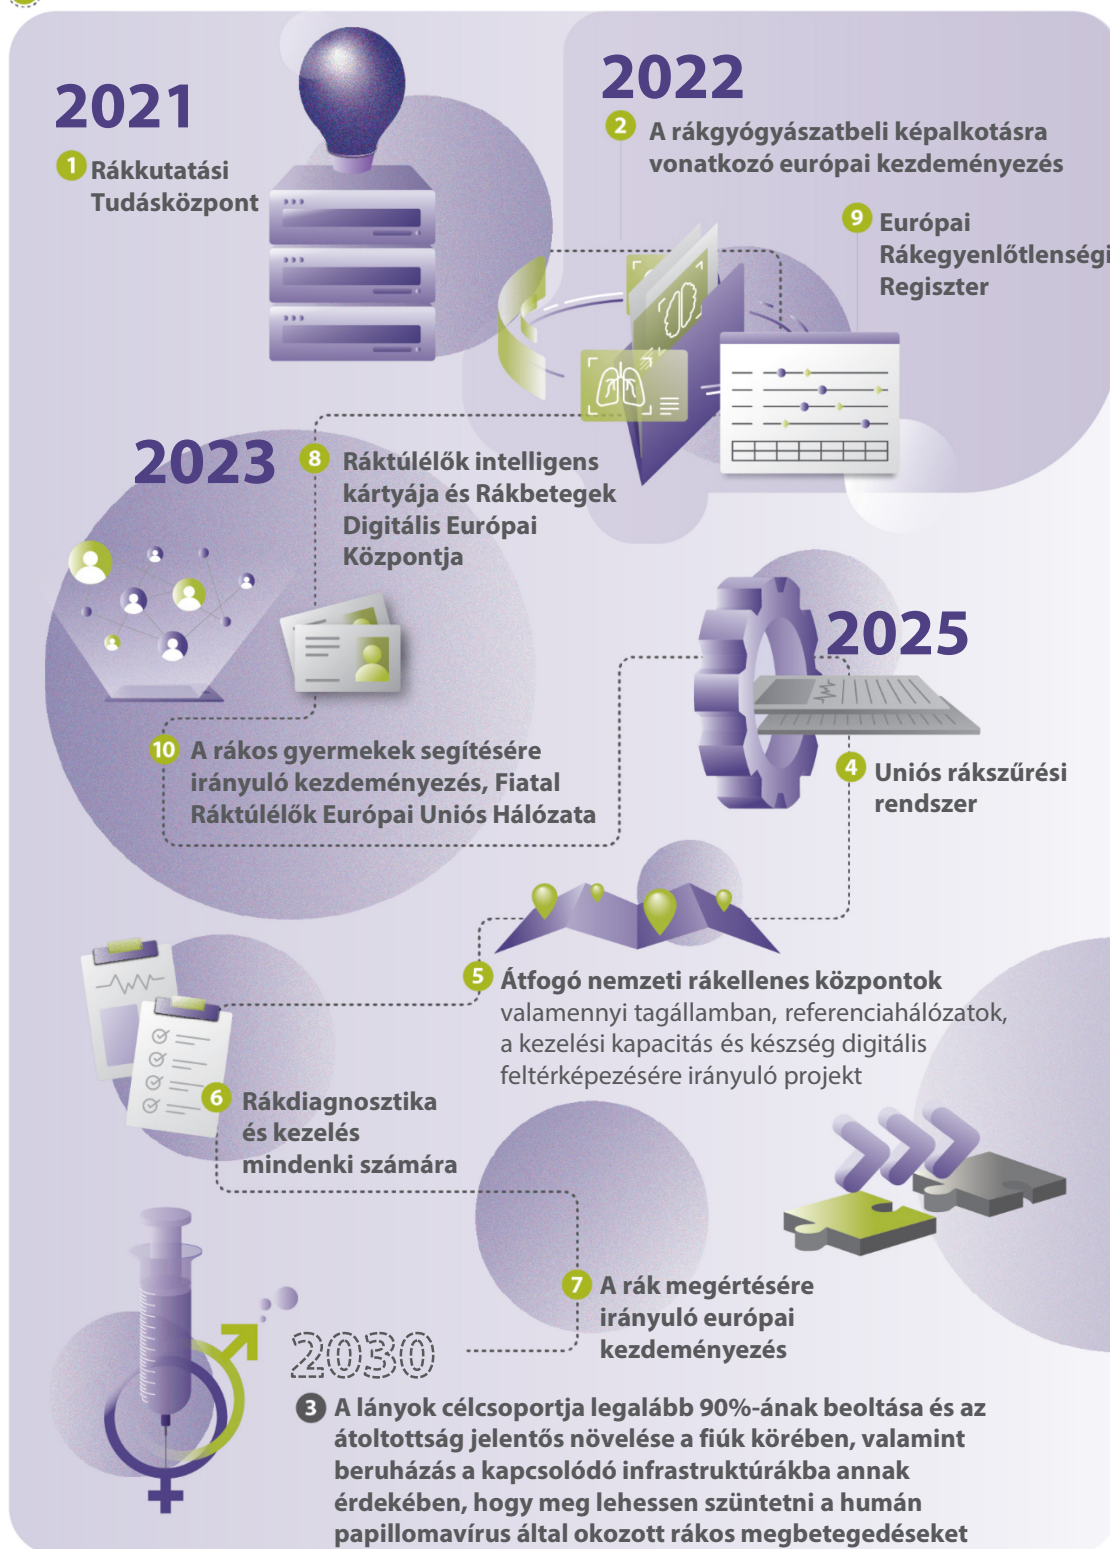 2021
1 Rákkutatási
Tudásközpont
2022
2 A rákgyógyászatbeli képalkotásra
vonatkozó európai kezdeményezés
9 Európai
Rákegyenlőtlenségi
Regiszter
2023
8 Ráktúlélők intelligens
kártyája és Rákbetegek
Digitális Európai
Központja
10 A rákos gyermekek segítésére
irányuló kezdeményezés, Fiatal
Ráktúlélők Európai Uniós Hálózata
2025
4 Uniós rákszűrési
rendszer
5 Átfogó nemzeti rákellenes központok
valamennyi tagállamban, referenciahálózatok,
a kezelési kapacitás és készség digitális
feltérképezésére irányuló projekt
6 Rákdiagnosztika
és kezelés
mindenki számára
7 A rák megértésére
irányuló európai
kezdeményezés
2030
3 A lányok célcsoportja legalább 90%-ának beoltása és az
átoltottság jelentős növelése a fiúk körében, valamint
beruházás a kapcsolódó infrastruktúrákba annak
érdekében, hogy meg lehessen szüntetni a humán
papillomavírus által okozott rákos megbetegedéseket